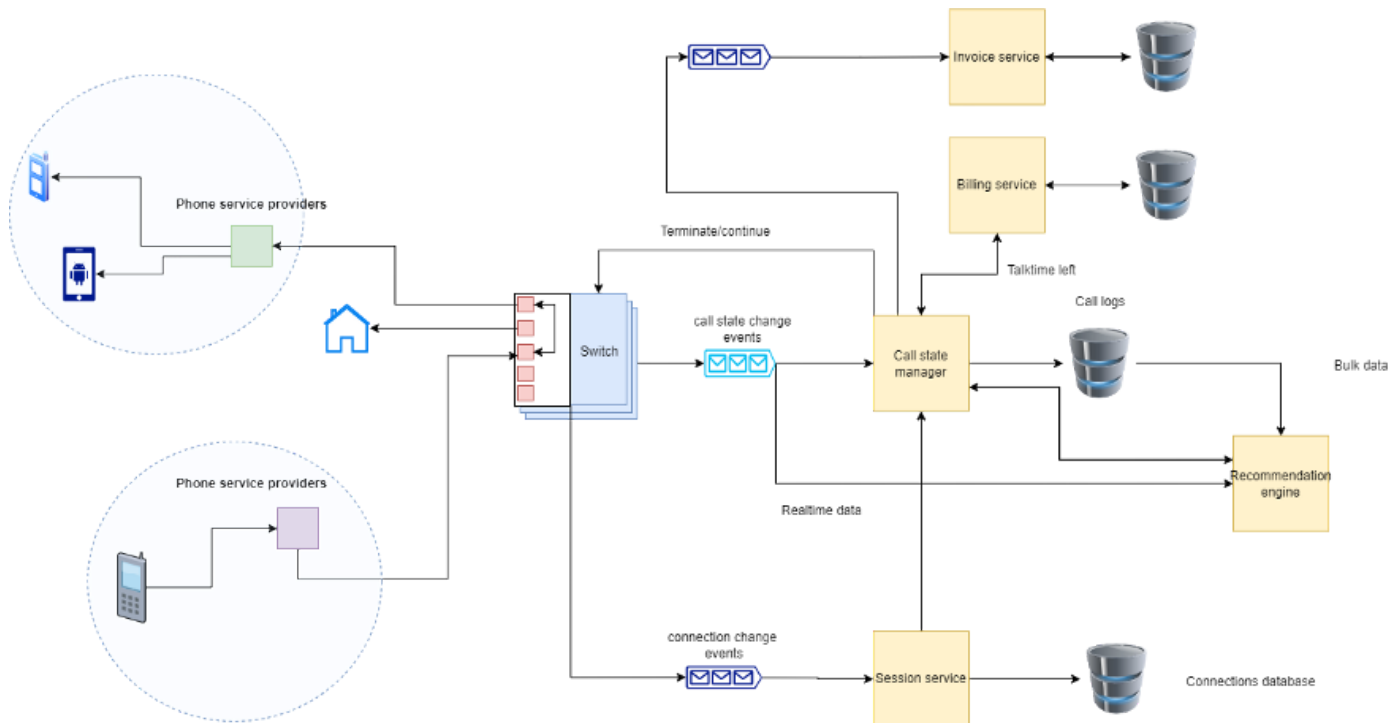 Invoice service
Billing service
Phone service providers
Terminate/continue
Talktime left
Call logs
call state change
events
Switch
Call state
manager
Bulk data
Recommendation
engine
Phone service providers
Realtime data
connection change
events
Session service
Connections database